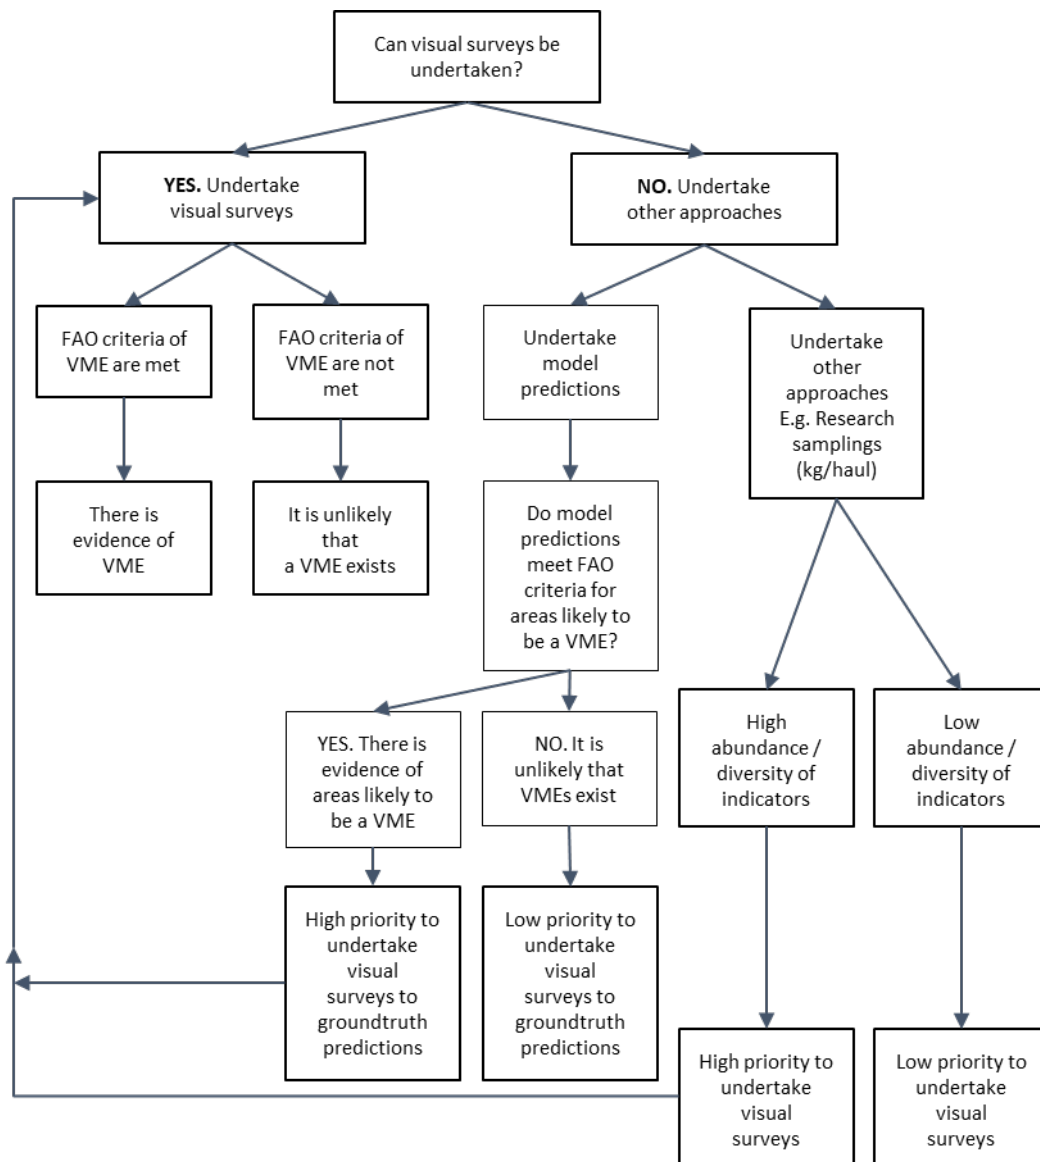 Can visual surveys be
undertaken?
YES. Undertake
visual surveys
NO. Undertake
other approaches
FAO criteria of
VME are met
FAO criteria of
VME are not
met
Undertake
model
predictions
Undertake
other
approaches
E.g. Research
samplings
(kg/haul)
There is
evidence of
VME
It is unlikely
that
a VME exists
Do model
predictions
meet FAO
criteria for
areas likely to
be a VME?
YES. There is
evidence of
areas likely to
be a VME
NO. It is
unlikely that
VMEs exist
High
abundance /
diversity of
indicators
Low
abundance /
diversity of
indicators
High priority to
undertake
visual
surveys to
groundtruth
predictions
Low priority to
undertake
visual
surveys to
groundtruth
predictions
High priority to
undertake
visual
surveys
Low priority to
undertake
visual
surveys